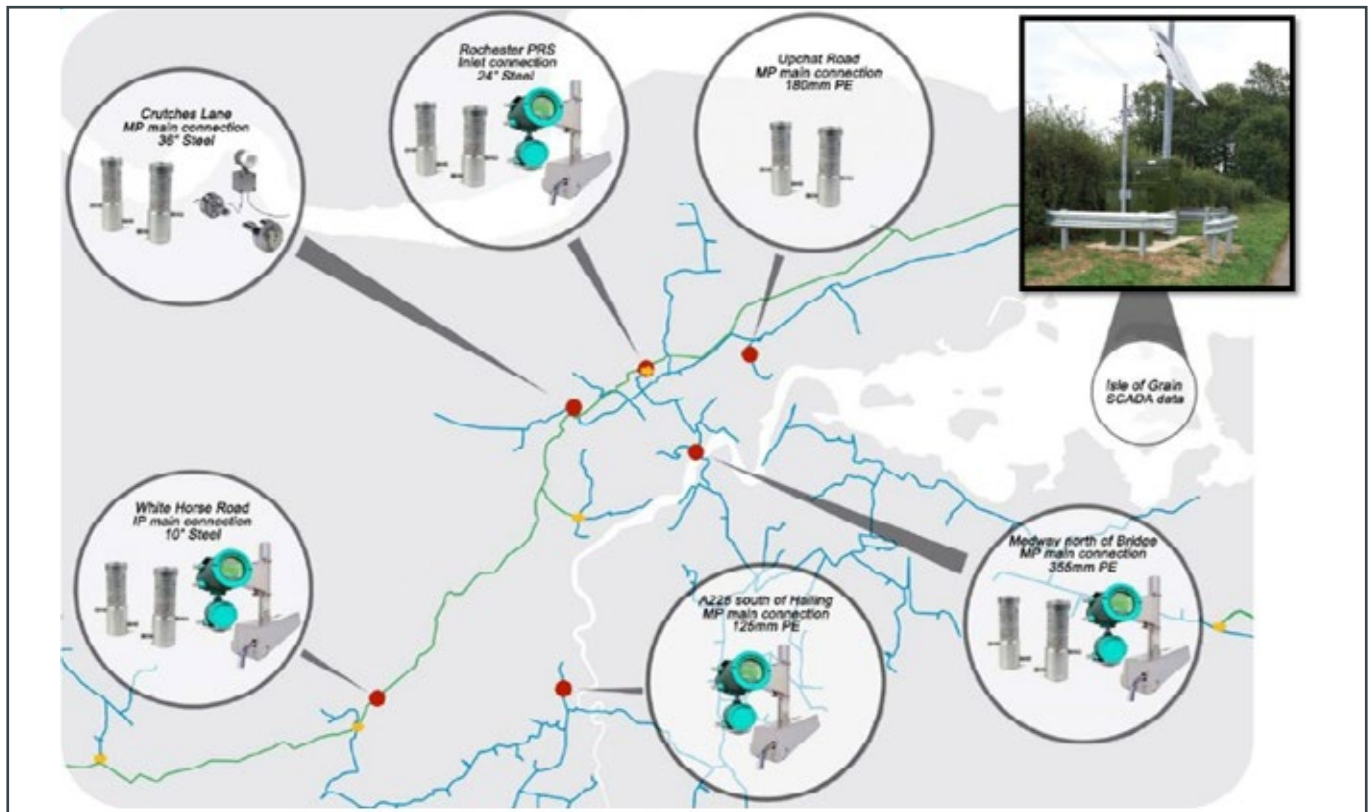 Rochester PRS
Inlet connection
24" Steel
Upchat Road
MP main connection
180mm PE
Crutches Lane
MP main connection
36" Steel
Isle of Grain
SCADA data
White Horse Road
IP main connection
10" Steel
Medway north of Bridge
MP main connection
355mm PE
A228 south of Halling
MP main connection
125mm PE